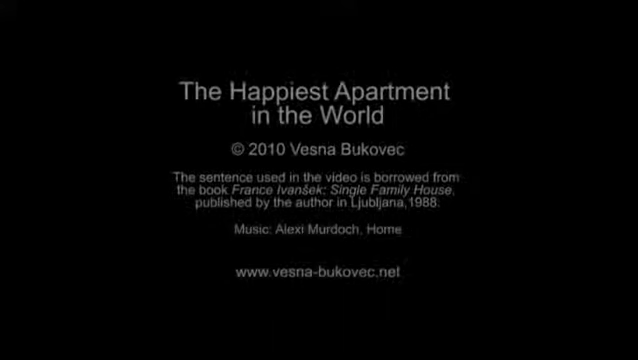 The Happiest Apartment
in the World
© 2010 Vesna Bukovec
The sentence used in the video is borrowed from
the book France Ivanšek: Single Family House,
published by the author in Ljubljana,1988.
Music: Alexi Murdoch, Home
www.vesna-bukovec.net